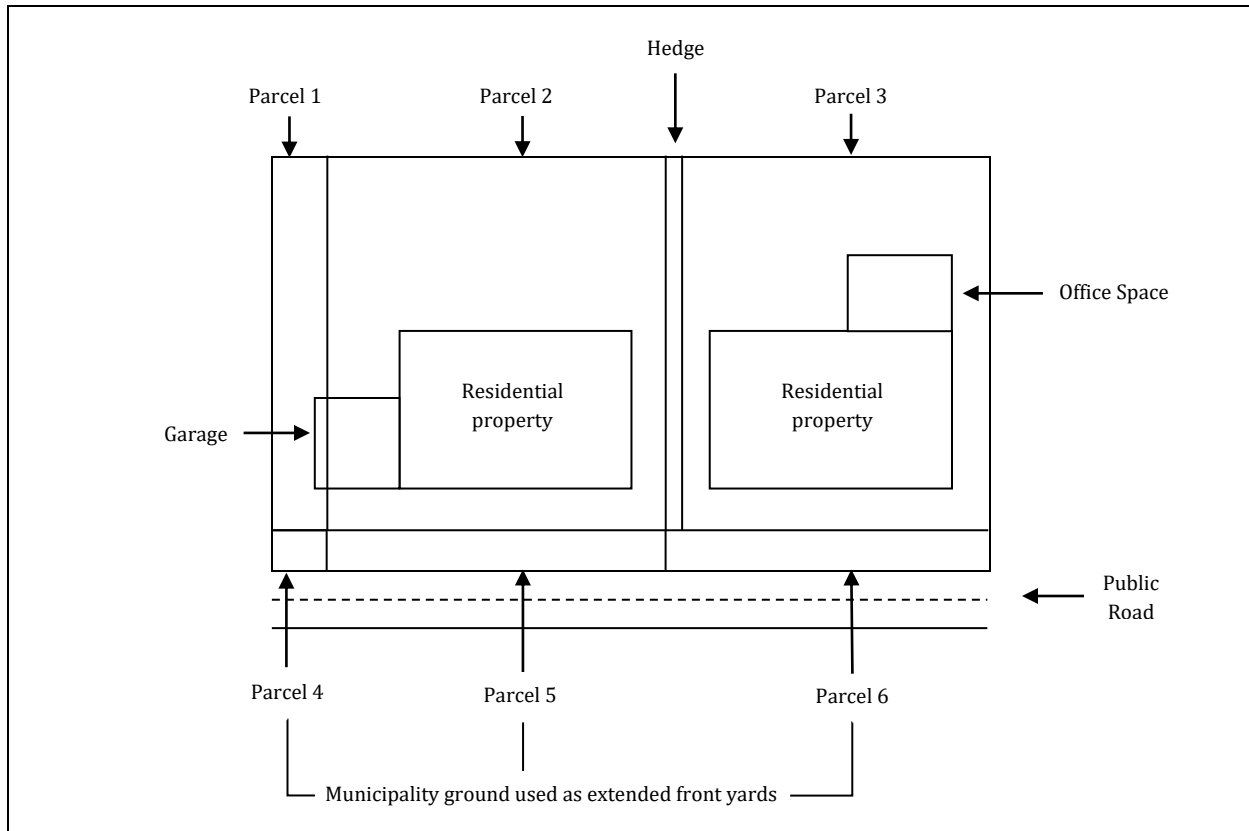 Hedge
Parcel 1
Parcel 2
Parcel 3
Office Space
Residential
property
Residential
property
Garage
Public
Road
Parcel 4
Parcel 5
Parcel 6
Municipality ground used as extended front yards